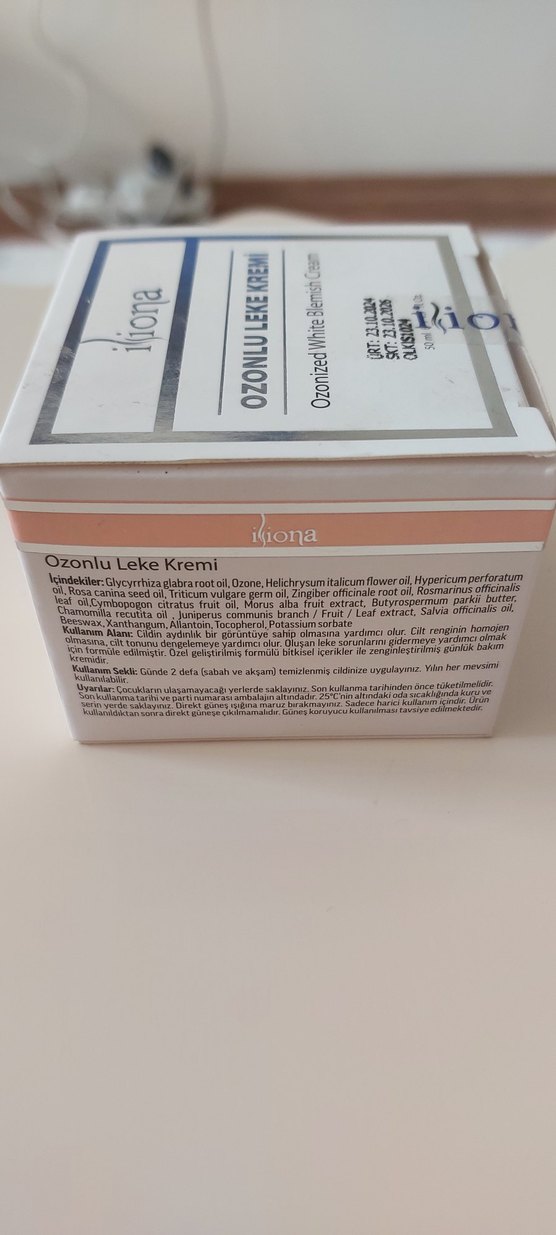 iliona
OZONLU LEKE KREMİ
Ozonized White Blemish Cream
ÜRT: 23.10.2024
SKT: 23.10.2026
50 ml
iliona
Ozonlu Leke Kremi
İçindekiler: Glycyrrhiza glabra root oil, Ozone, Helichrysum italicum flower oil, Hypericum perforatum
oil, Rosa canina seed oil, Triticum vulgare germ oil, Zingiber officinale root oil, Rosmarinus officinalis
leaf oil,Cymbopogon citratus fruit oil, Morus alba fruit extract, Butyrospermum parkii butter,
Chamomilla recutita oil , Juniperus communis branch / Fruit / Leaf extract, Salvia officinalis oil,
Beeswax, Xanthangum, Allantoin, Tocopherol, Potassium sorbate
Kullanım Alanı: Cildin aydınlık bir görüntüye sahip olmasına yardımcı olur. Cilt renginin homojen
olmasına, cilt tonunu dengelemeye yardımcı olur. Oluşan leke sorunlarını gidermeye yardımcı olmak
için formüle edilmiştir. Özel geliştirilmiş formülü bitkisel içerikler ile zenginleştirilmiş günlük bakım
kremidir.
Kullanım Şekli: Günde 2 defa (sabah ve akşam) temizlenmiş cildinize uygulayınız. Yılın her mevsimi
kullanılabilir.
Uyarılar: Çocukların ulaşamayacağı yerlerde saklayınız. Son kullanma tarihinden önce tüketilmelidir.
Son kullanma tarihi ve parti numarası ambalajın altındadır. 25°C'nin altındaki oda sıcaklığında kuru ve
serin yerde saklayınız. Direkt güneş ışığına maruz bırakmayınız. Sadece harici kullanım içindir. Ürün
kullanıldıktan sonra direkt güneşe çıkılmamalıdır. Güneş koruyucu kullanılması tavsiye edilmektedir.